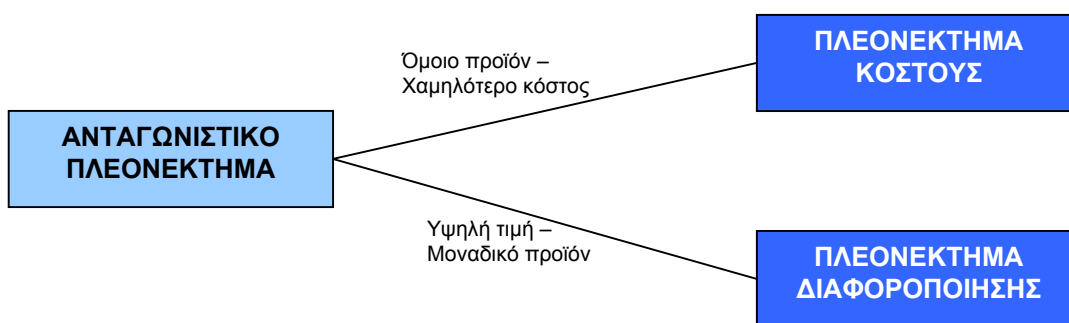 Όμοιο προϊόν –
Χαμηλότερο κόστος
ΠΛΕΟΝΕΚΤΗΜΑ
ΚΟΣΤΟΥΣ
ΑΝΤΑΓΩΝΙΣΤΙΚΟ
ΠΛΕΟΝΕΚΤΗΜΑ
Υψηλή τιμή –
Μοναδικό προϊόν
ΠΛΕΟΝΕΚΤΗΜΑ
ΔΙΑΦΟΡΟΠΟΙΗΣΗΣ